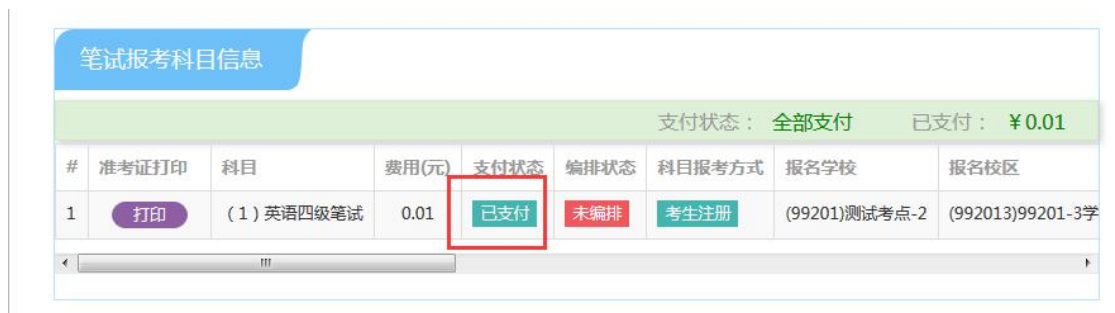 笔试报考科目信息
支付状态： 全部支付 已支付： ￥0.01
# 准考证打印 科目 费用(元) 支付状态 编排状态 科目报考方式 报名学校 报名校区
1 打印 （1）英语四级笔试 0.01 已支付 未编排 考生注册 (99201)测试考点-2 (992013)99201-3学